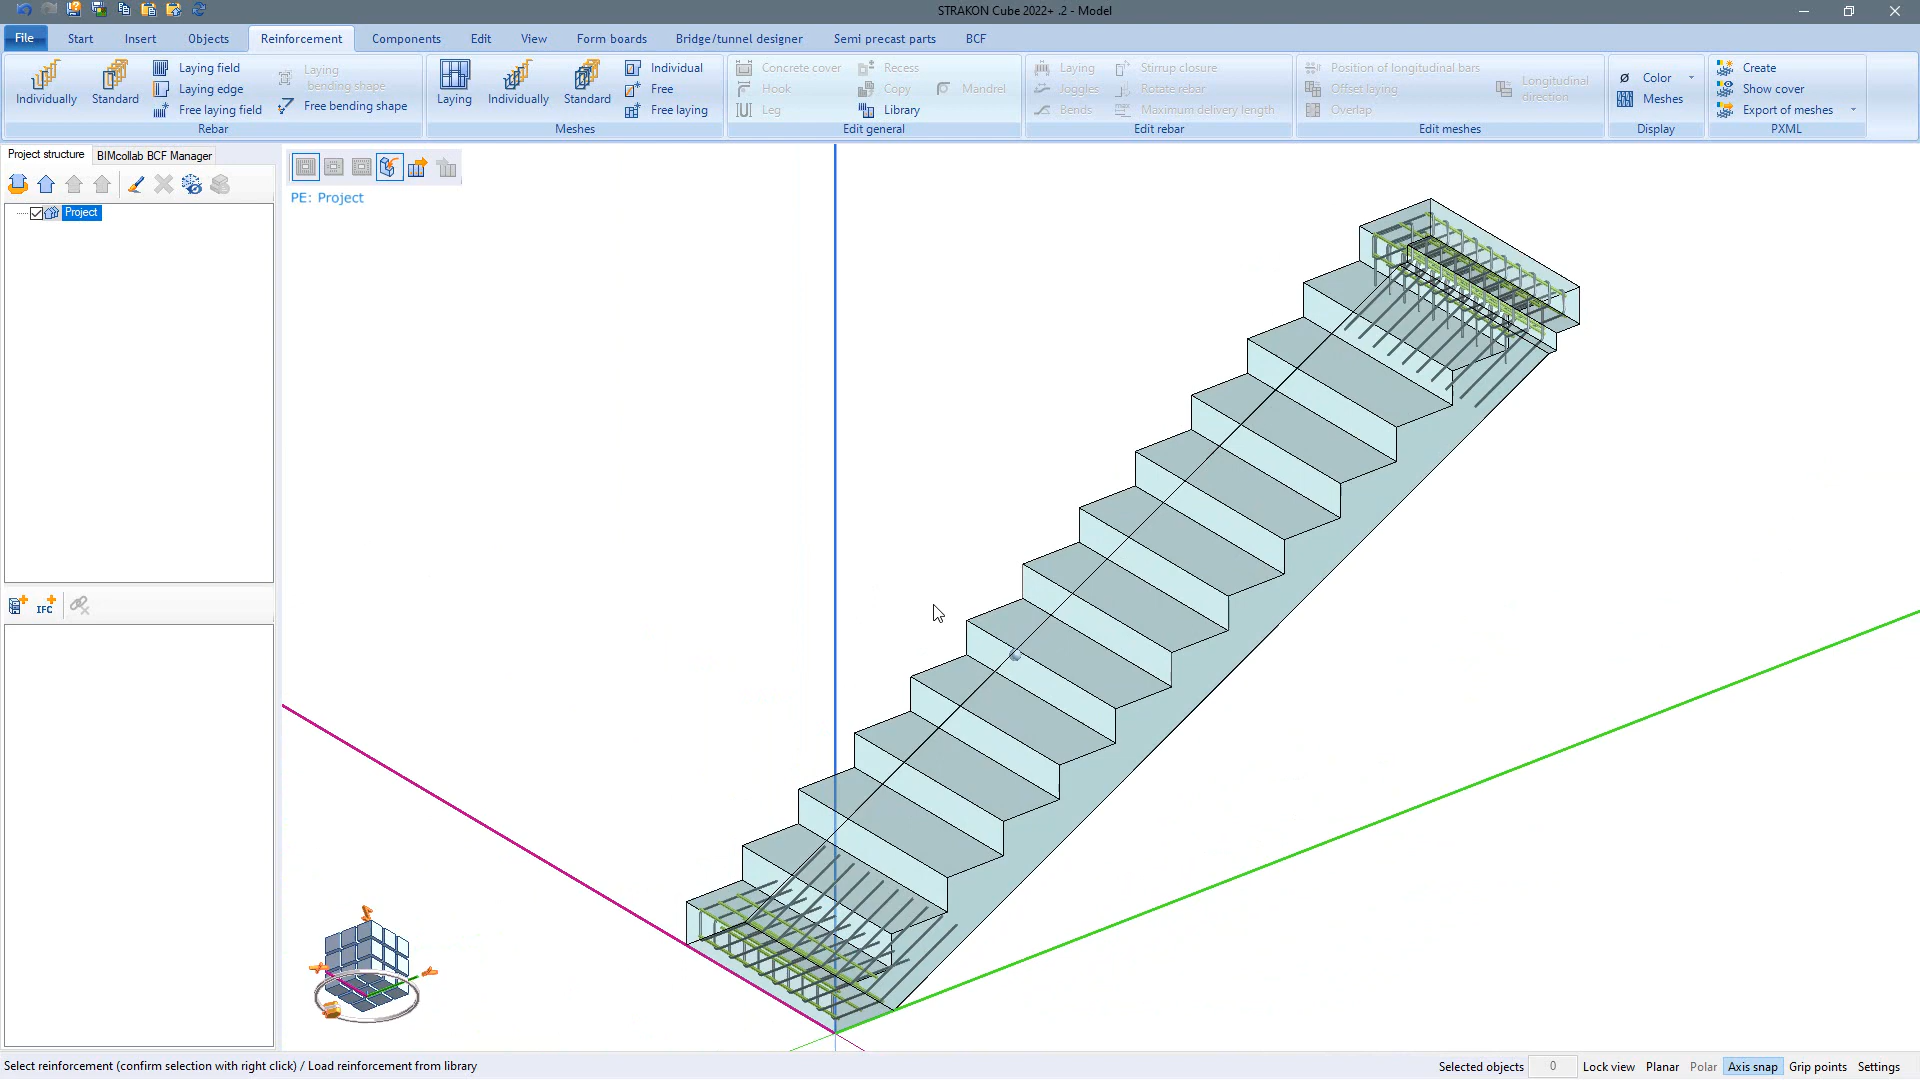 STRAKON Cube 2022+ .2 - Model
File Start Insert Objects Reinforcement Components Edit View Form boards Bridge/tunnel designer Semi precast parts BCF
Individually
Standard
Laying field
Laying edge
Free laying field
Laying
bending shape
Free bending shape
Rebar
Laying
Individually
Standard
Individual
Free
Free laying
Meshes
Concrete cover
Hook
Leg
Recess
Copy
Library
Mandrel
Edit general
Laying
Joggles
Bends
Stirrup closure
Rotate rebar
Maximum delivery length
Edit rebar
Position of longitudinal bars
Offset laying
Overlap
Longitudinal
direction
Edit meshes
Color
Meshes
Display
Create
Show cover
Export of meshes
PXML
Project structure BIMcollab BCF Manager
Project
IFC
PE: Project
Select reinforcement (confirm selection with right click) / Load reinforcement from library
Selected objects 0 Lock view Planar Polar Axis snap Grip points Settings